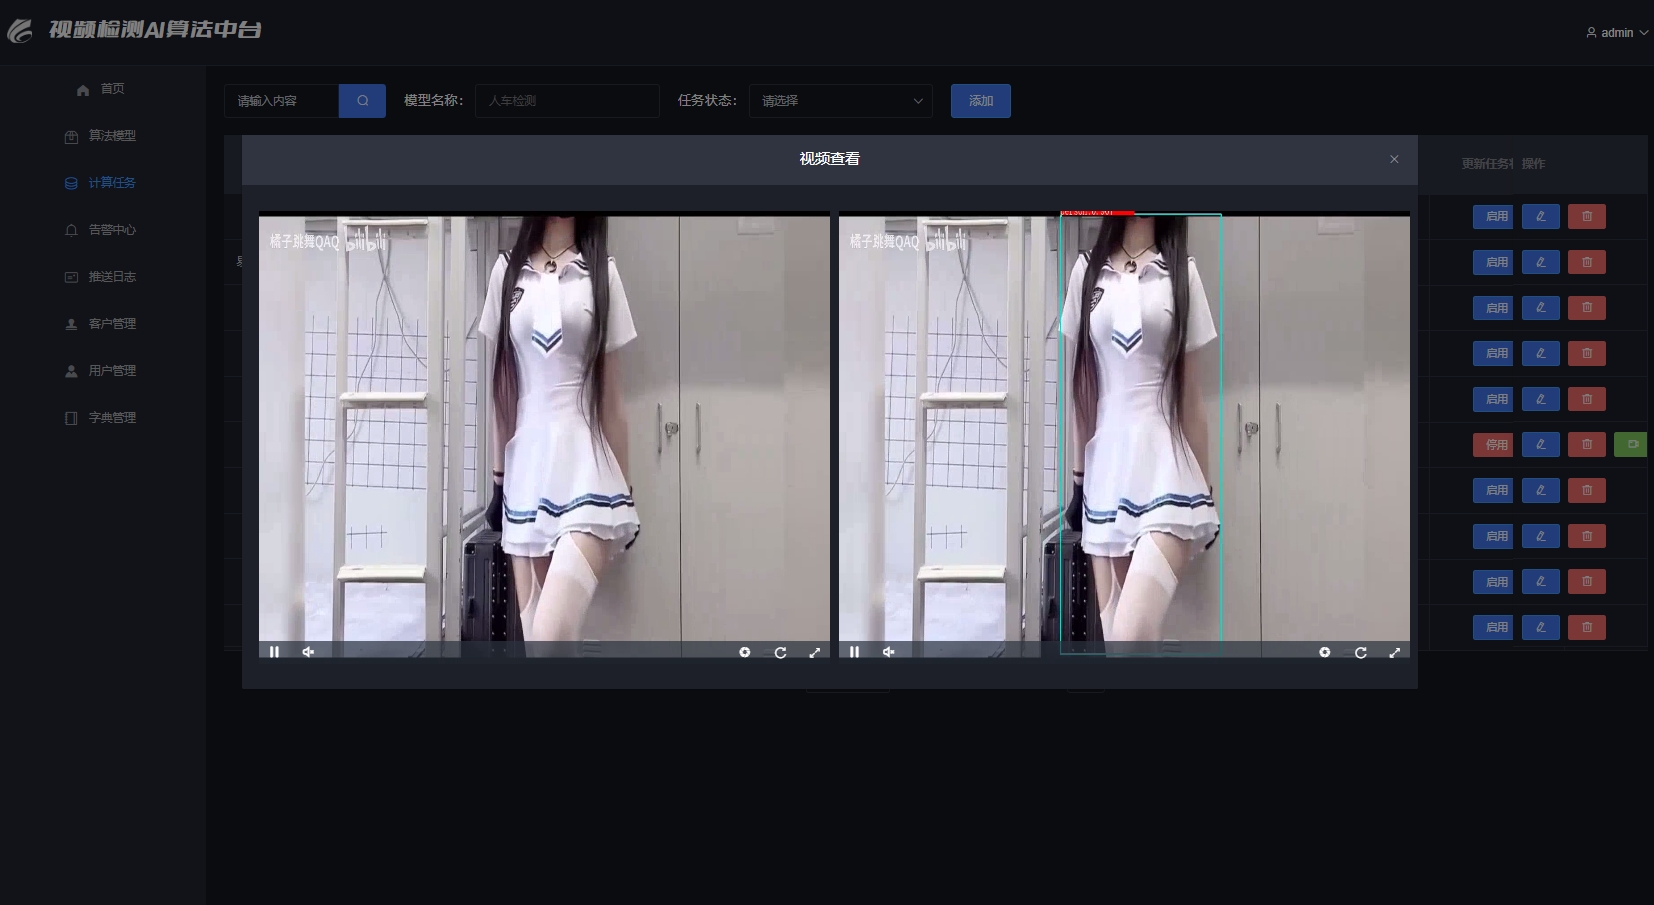 视频检测AI算法中台
admin
首页
算法模型
计算任务
告警中心
推送日志
客户管理
用户管理
字典管理
请输入内容
模型名称：
人车检测
任务状态：
请选择
添加
视频查看
更新任务
操作
橘子跳舞QAQ bilibili
橘子跳舞QAQ bilibili
启用
启用
启用
启用
启用
停用
启用
启用
启用
启用